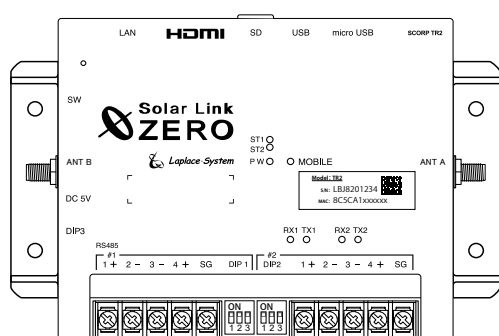 LAN HDMI SD USB micro USB SCORP TR2
SW
Solar Link
ZERO
ST1
ST2
Laplace System
PW MOBILE
ANT B
ANT A
Model : TR2
S/N: LBJ8201234
MAC: 8C5CA1xxxxxx
DC 5V
DIP3
RX1 TX1 RX2 TX2
RS485
#1 #2
1 + 2 − 3 − 4 + SG DIP 1 DIP2 1 + 2 − 3 − 4 + SG
ON ON
1 2 3 1 2 3